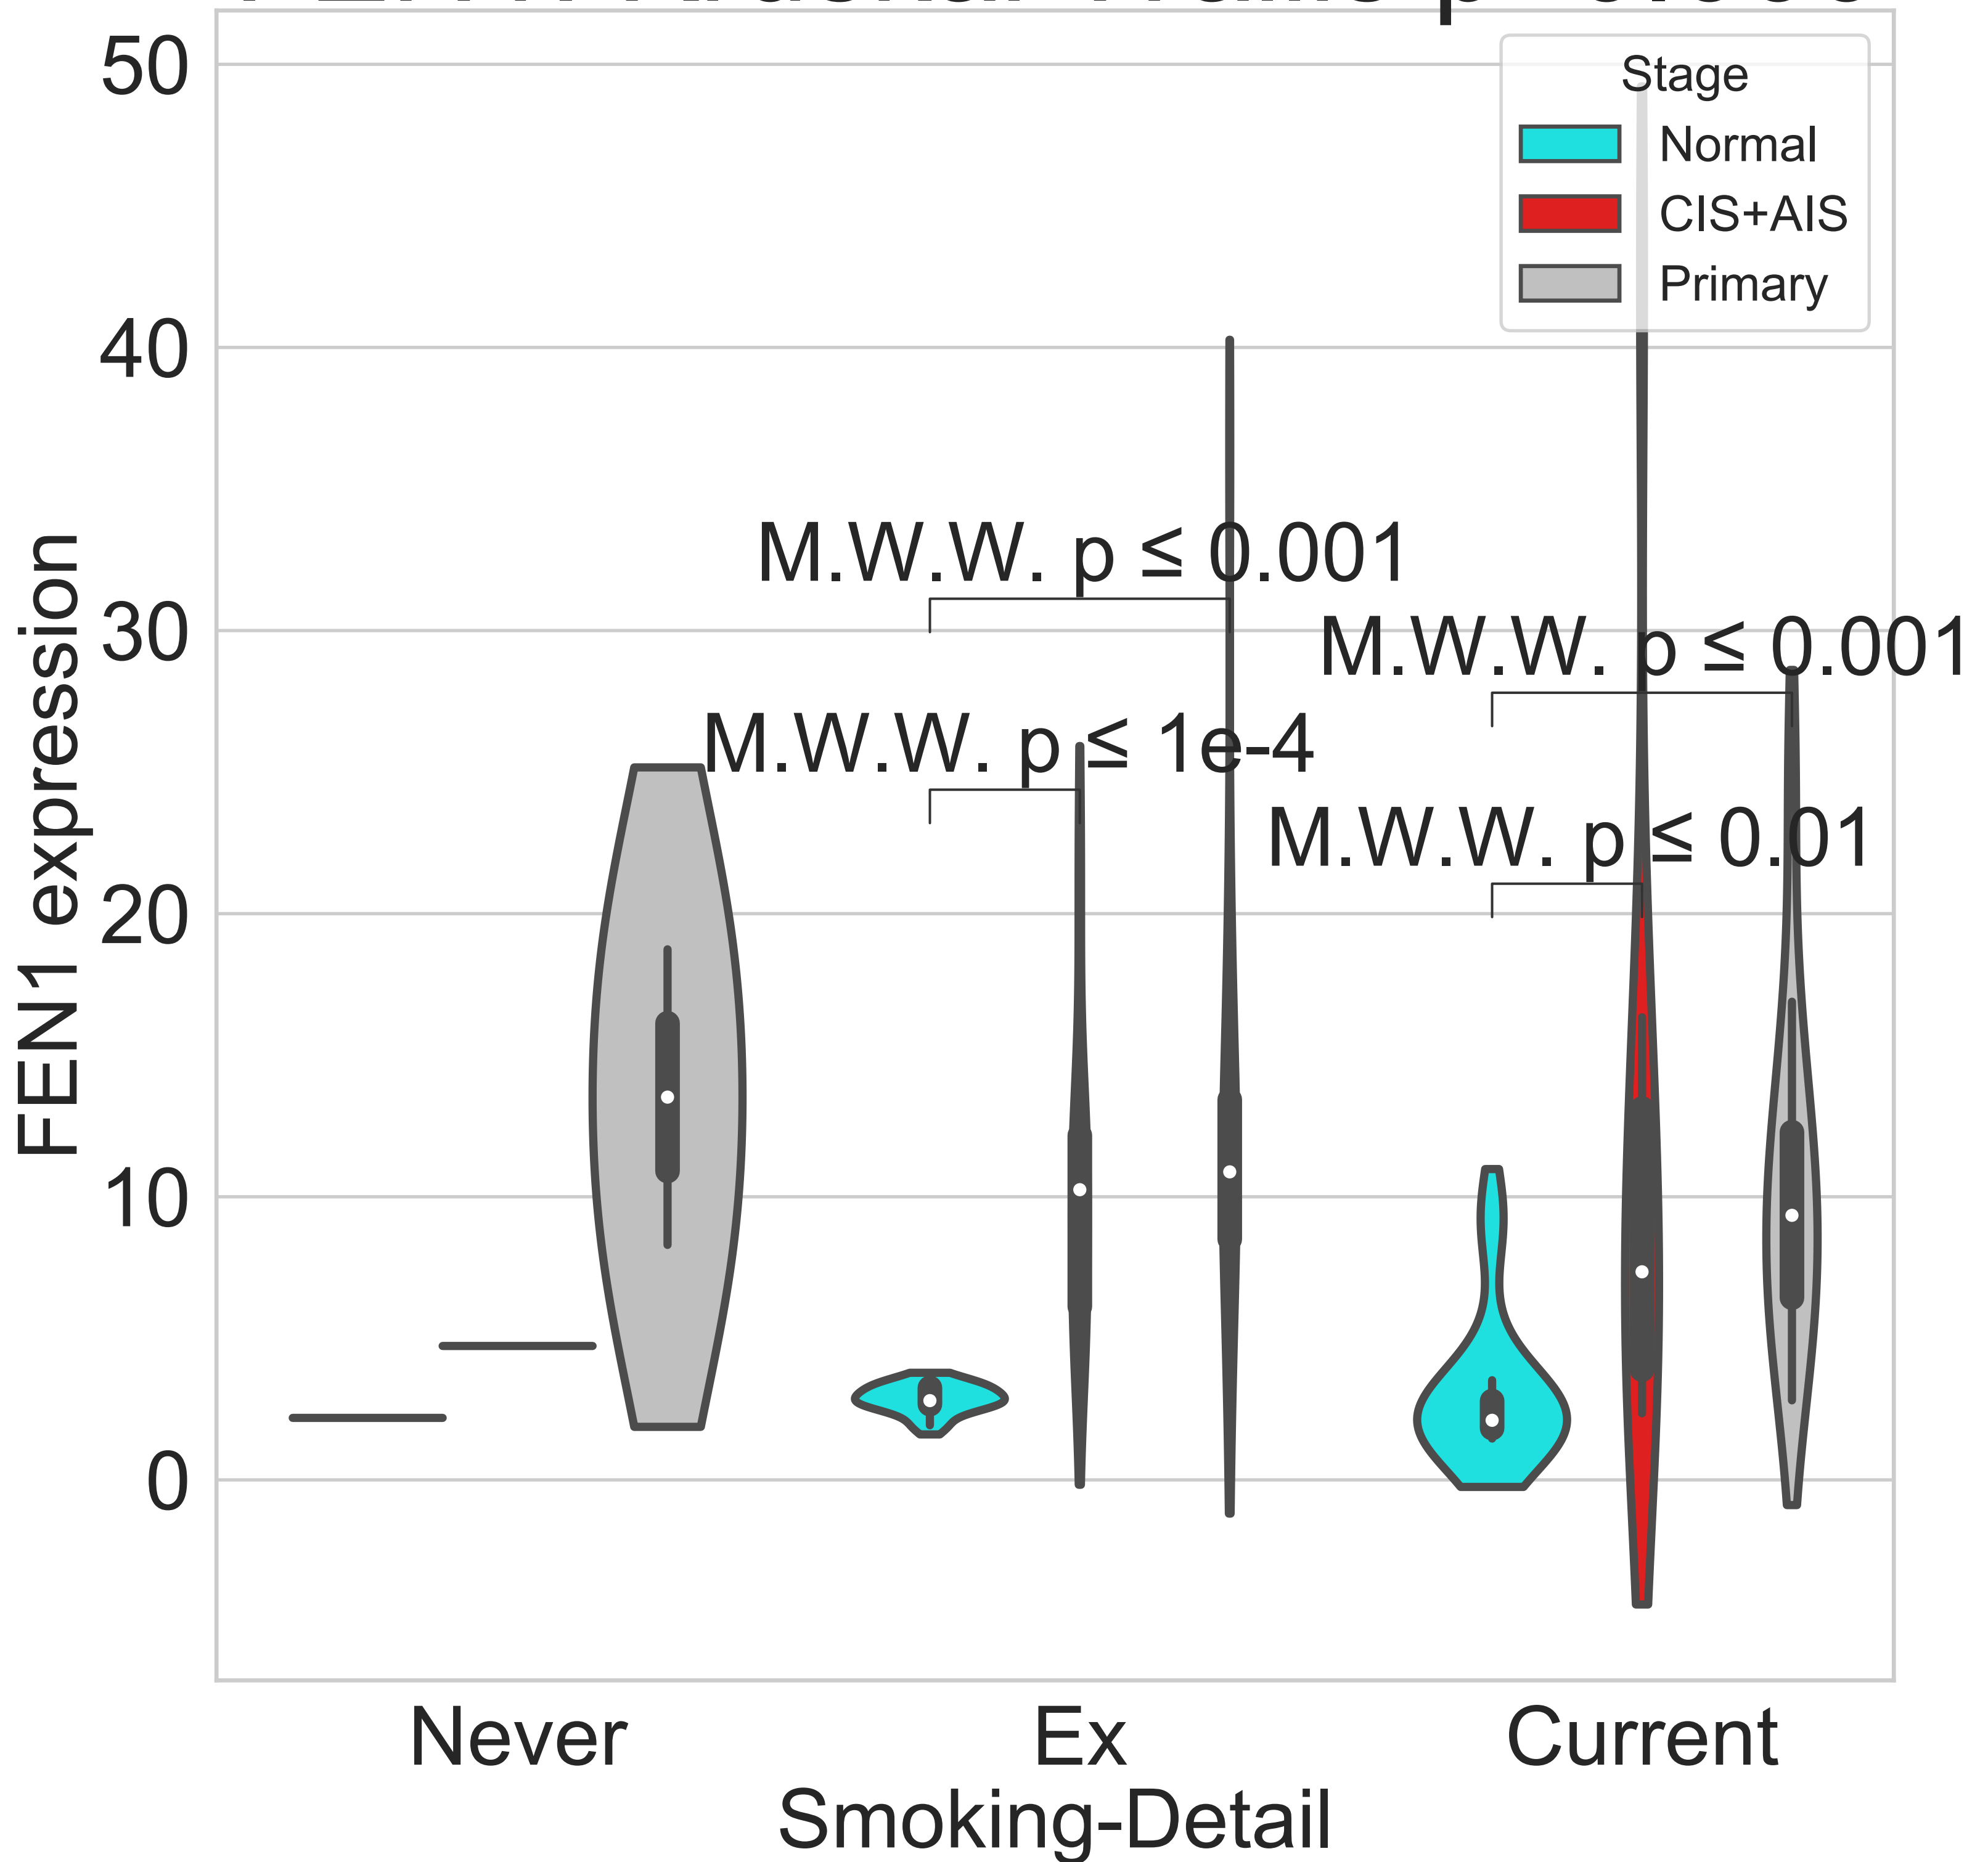 50
40
30
20
10
0
FEN1 expression
Stage
Normal
CIS+AIS
Primary
M.W.W. p ≤ 0.001
M.W.W. p ≤ 0.001
M.W.W. p ≤ 1e-4
M.W.W. p ≤ 0.01
Never
Ex
Current
Smoking-Detail